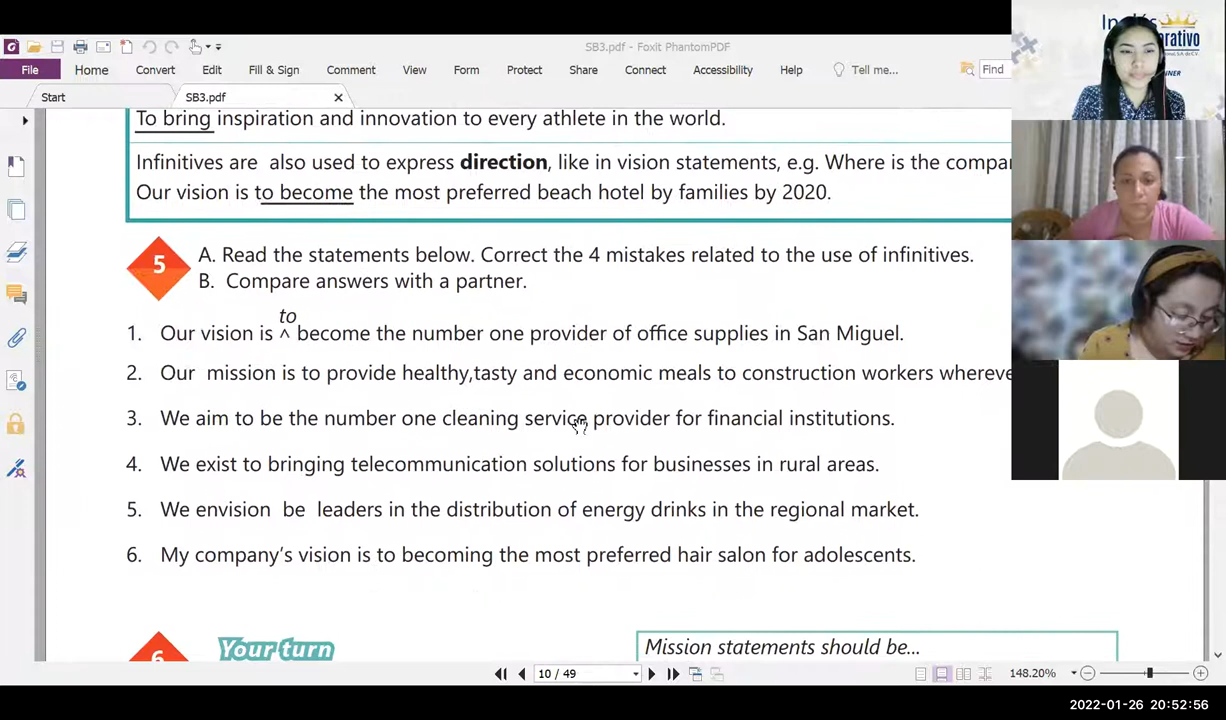 SB3.pdf - Foxit PhantomPDF
File Home Convert Edit Fill & Sign Comment View Form Protect Share Connect Accessibility Help Tell me... Find
Start SB3.pdf
To bring inspiration and innovation to every athlete in the world.
Infinitives are also used to express direction, like in vision statements, e.g. Where is the compan
Our vision is to become the most preferred beach hotel by families by 2020.
5
A. Read the statements below. Correct the 4 mistakes related to the use of infinitives.
B. Compare answers with a partner.
to
1. Our vision is ^ become the number one provider of office supplies in San Miguel.
2. Our mission is to provide healthy,tasty and economic meals to construction workers whereve
3. We aim to be the number one cleaning service provider for financial institutions.
4. We exist to bringing telecommunication solutions for businesses in rural areas.
5. We envision be leaders in the distribution of energy drinks in the regional market.
6. My company's vision is to becoming the most preferred hair salon for adolescents.
6
Your turn
Mission statements should be...
10 / 49
148.20%
2022-01-26 20:52:56